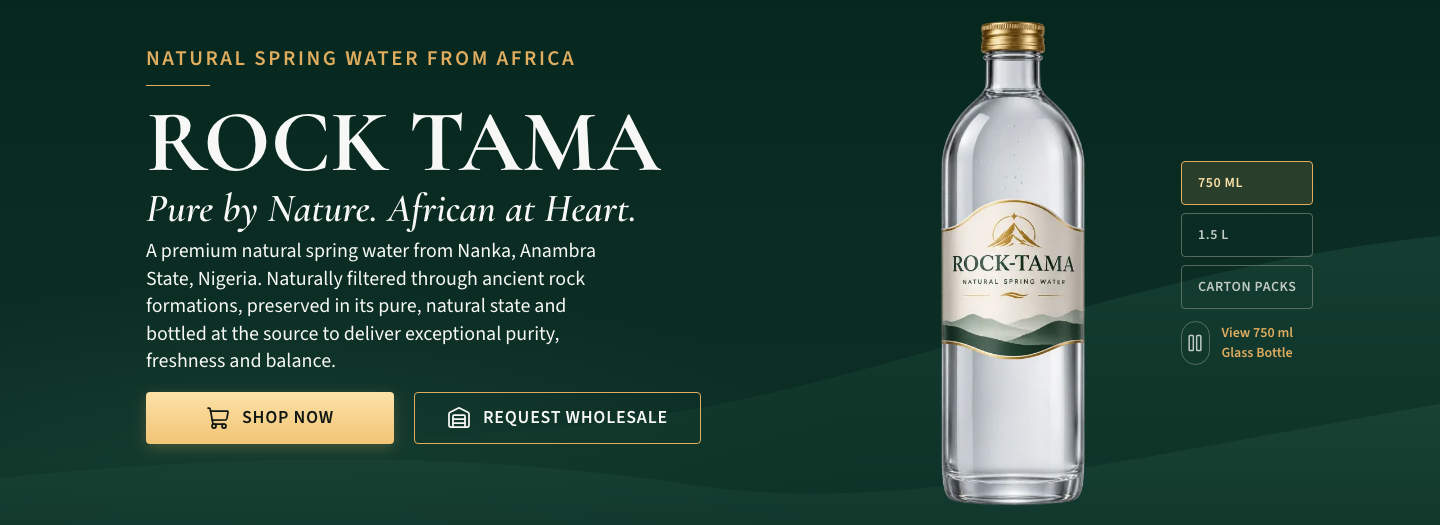 NATURAL SPRING WATER FROM AFRICA
ROCK TAMA
Pure by Nature. African at Heart.
A premium natural spring water from Nanka, Anambra
State, Nigeria. Naturally filtered through ancient rock
formations, preserved in its pure, natural state and
bottled at the source to deliver exceptional purity,
freshness and balance.
SHOP NOW
REQUEST WHOLESALE
ROCK-TAMA
NATURAL SPRING WATER
750 ML
1.5 L
CARTON PACKS
View 750 ml
Glass Bottle